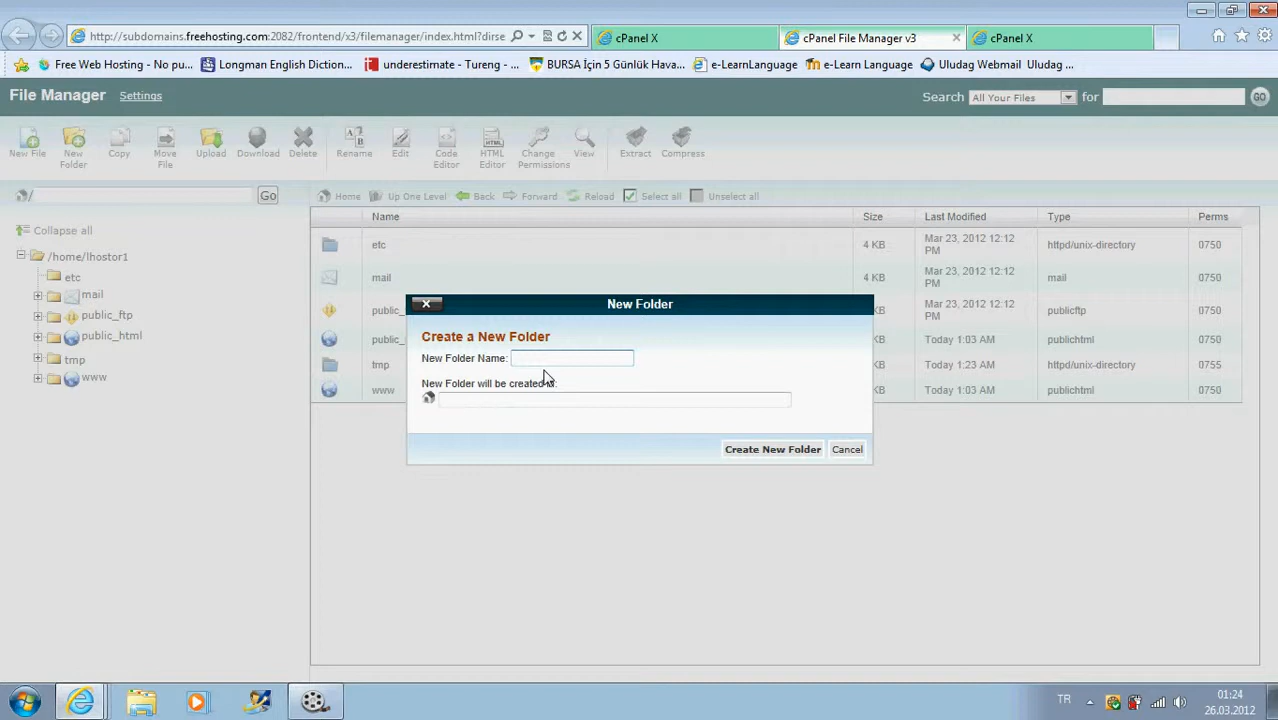 http://subdomains.freehosting.com:2082/frontend/x3/filemanager/index.html?dirse
cPanel X
cPanel File Manager v3
cPanel X
Free Web Hosting - No pu...
Longman English Diction...
underestimate - Tureng - ...
BURSA İçin 5 Günlük Hava...
e-LearnLanguage
e-Learn Language
Uludag Webmail Uludag ...
File Manager
Settings
Search
All Your Files
for
GO
New File
New Folder
Copy
Move File
Upload
Download
Delete
Rename
Edit
Code Editor
HTML Editor
Change Permissions
View
Extract
Compress
/
Go
Home
Up One Level
Back
Forward
Reload
Select all
Unselect all
Collapse all
/home/lhostor1
etc
mail
public_ftp
public_html
tmp
www
Name
Size
Last Modified
Type
Perms
etc
4 KB
Mar 23, 2012 12:12 PM
httpd/unix-directory
0750
mail
4 KB
Mar 23, 2012 12:12 PM
mail
0750
public_
Mar 23, 2012 12:12 PM
publicftp
0750
public_
Today 1:03 AM
publichtml
0750
tmp
Today 1:23 AM
httpd/unix-directory
0755
www
Today 1:03 AM
publichtml
0750
New Folder
Create a New Folder
New Folder Name:
New Folder will be created in:
Create New Folder
Cancel
TR
01:24
26.03.2012